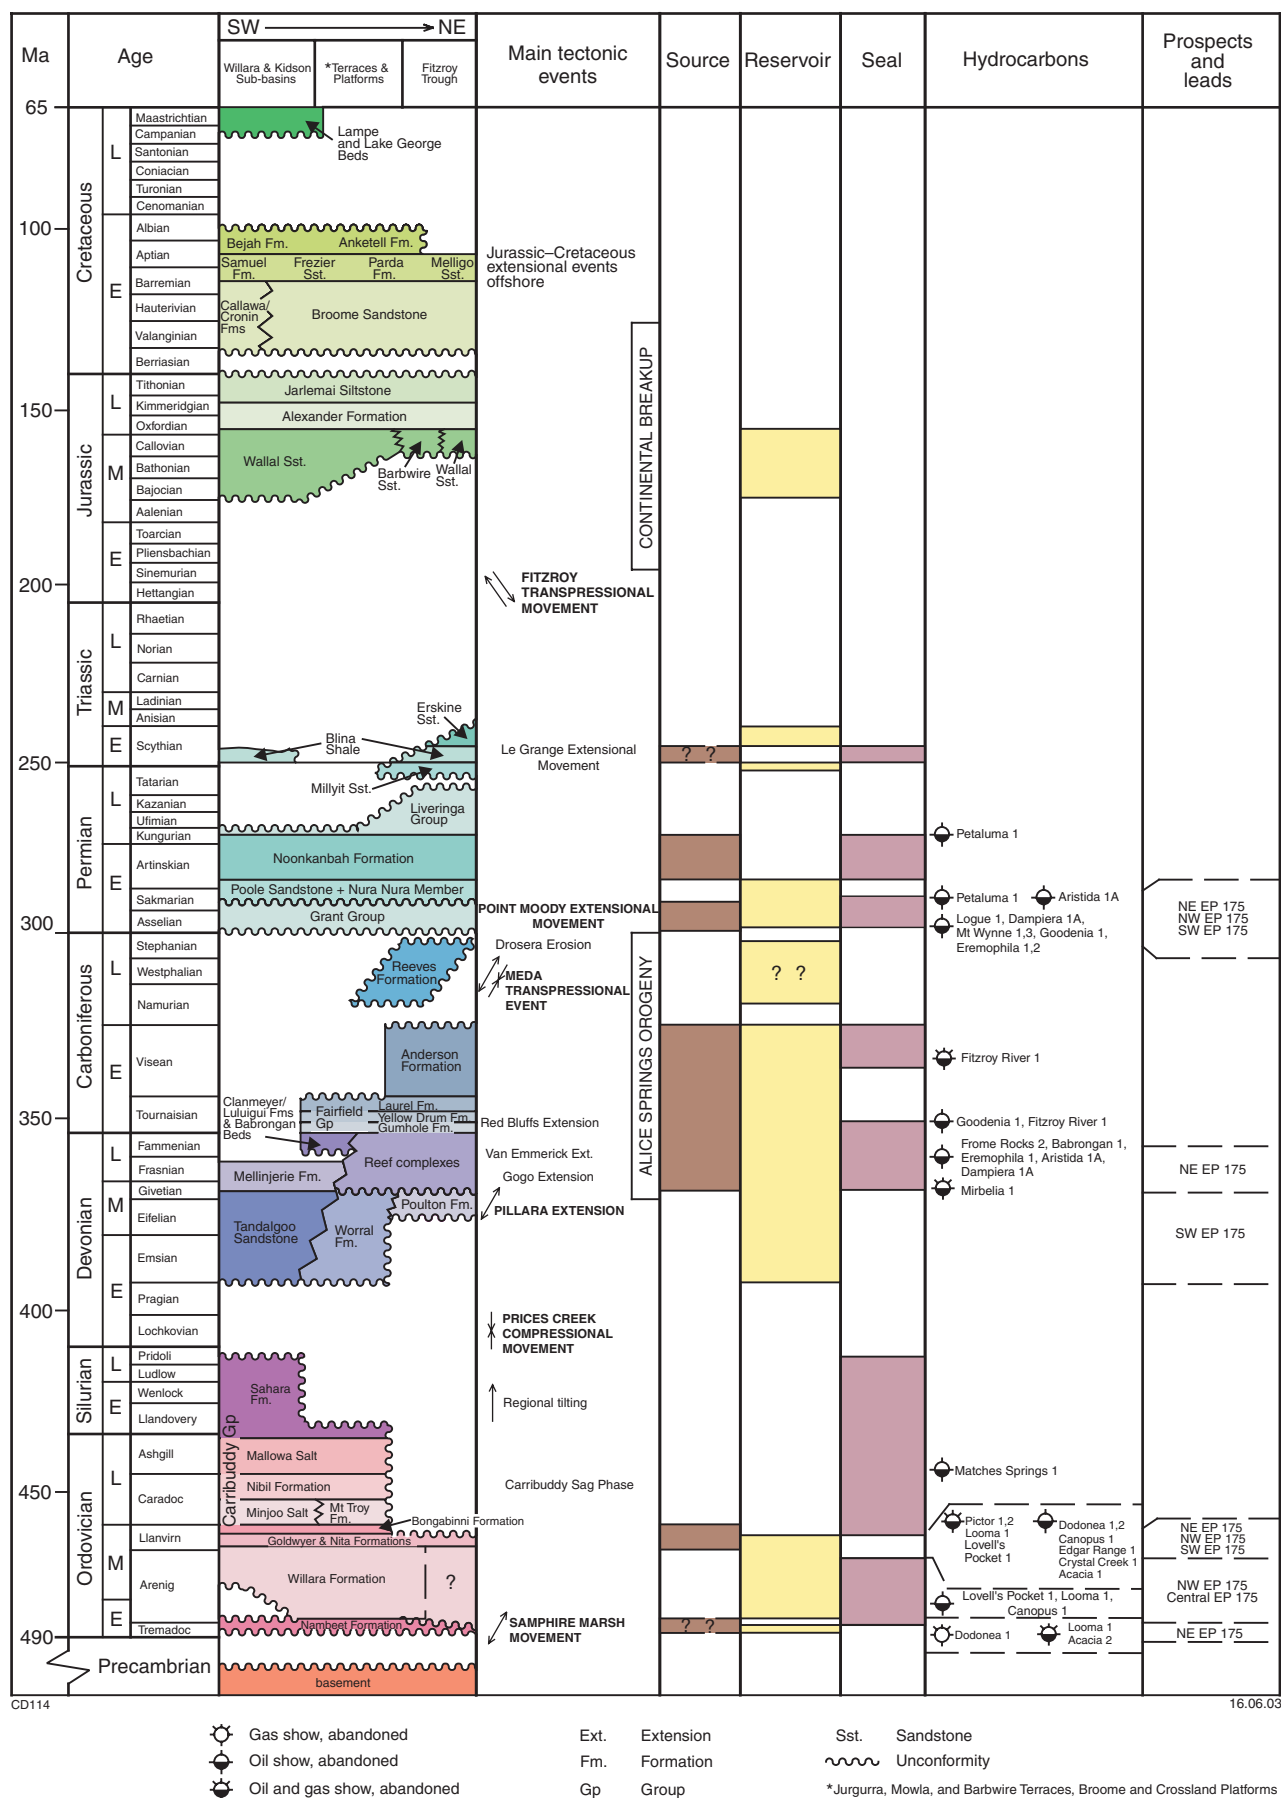 SW NE
Ma
Age
Willara & Kidson
Sub-basins
*Terraces &
Platforms
Fitzroy
Trough
Main tectonic
events
Source
Reservoir
Seal
Hydrocarbons
Prospects
and
leads
65
100
150
200
250
300
350
400
450
490
Cretaceous
L
Maastrichtian
Campanian
Santonian
Coniacian
Turonian
Cenomanian
E
Albian
Aptian
Barremian
Hauterivian
Valanginian
Berriasian
Jurassic
L
Tithonian
Kimmeridgian
Oxfordian
M
Callovian
Bathonian
Bajocian
Aalenian
E
Toarcian
Pliensbachian
Sinemurian
Hettangian
Triassic
L
Rhaetian
Norian
Carnian
M
Ladinian
Anisian
E
Scythian
Permian
L
Tatarian
Kazanian
Ufimian
Kungurian
E
Artinskian
Sakmarian
Asselian
Carboniferous
L
Stephanian
Westphalian
Namurian
E
Visean
Tournaisian
Devonian
L
Fammenian
Frasnian
M
Givetian
Eifelian
E
Emsian
Pragian
Lochkovian
Silurian
L
Pridoli
Ludlow
E
Wenlock
Llandovery
Ordovician
L
Ashgill
Caradoc
M
Llanvirn
Arenig
E
Tremadoc
Precambrian
Lampe
and Lake George
Beds
Bejah Fm.
Anketell Fm.
Samuel
Fm.
Frezier
Sst.
Parda
Fm.
Melligo
Sst.
Callawa/
Cronin
Fms
Broome Sandstone
Jarlemai Siltstone
Alexander Formation
Wallal Sst.
Barbwire
Sst.
Wallal
Sst.
Erskine
Sst.
Blina
Shale
Millyit Sst.
Liveringa
Group
Noonkanbah Formation
Poole Sandstone + Nura Nura Member
Grant Group
Reeves
Formation
Anderson
Formation
Clanmeyer/
Luluigui Fms
& Babrongan
Beds
Fairfield
Gp
Laurel Fm.
Yellow Drum Fm.
Gumhole Fm.
Reef complexes
Mellinjerie Fm.
Poulton Fm.
Tandalgoo
Sandstone
Worral
Fm.
Sahara
Fm.
Carribuddy Gp
Mallowa Salt
Nibil Formation
Minjoo Salt
Mt Troy
Fm.
Bongabinni Formation
Goldwyer & Nita Formations
Willara Formation
?
Nambeet Formation
basement
Jurassic–Cretaceous
extensional events
offshore
CONTINENTAL BREAKUP
FITZROY
TRANSPRESSIONAL
MOVEMENT
Le Grange Extensional
Movement
POINT MOODY EXTENSIONAL
MOVEMENT
Drosera Erosion
MEDA
TRANSPRESSIONAL
EVENT
ALICE SPRINGS OROGENY
Red Bluffs Extension
Van Emmerick Ext.
Gogo Extension
PILLARA EXTENSION
PRICES CREEK
COMPRESSIONAL
MOVEMENT
Regional tilting
Carribuddy Sag Phase
SAMPHIRE MARSH
MOVEMENT
? ?
? ?
? ?
Petaluma 1
Petaluma 1
Aristida 1A
Logue 1, Dampiera 1A,
Mt Wynne 1,3, Goodenia 1,
Eremophila 1,2
Fitzroy River 1
Goodenia 1, Fitzroy River 1
Frome Rocks 2, Babrongan 1,
Eremophila 1, Aristida 1A,
Dampiera 1A
Mirbelia 1
Matches Springs 1
Pictor 1,2
Looma 1
Lovell's
Pocket 1
Dodonea 1,2
Canopus 1
Edgar Range 1
Crystal Creek 1
Acacia 1
Lovell's Pocket 1, Looma 1,
Canopus 1
Dodonea 1
Looma 1
Acacia 2
NE EP 175
NW EP 175
SW EP 175
NE EP 175
SW EP 175
NE EP 175
NW EP 175
SW EP 175
NW EP 175
Central EP 175
NE EP 175
CD114
16.06.03
Gas show, abandoned
Oil show, abandoned
Oil and gas show, abandoned
Ext. Extension
Fm. Formation
Gp Group
Sst. Sandstone
Unconformity
*Jurgurra, Mowla, and Barbwire Terraces, Broome and Crossland Platforms